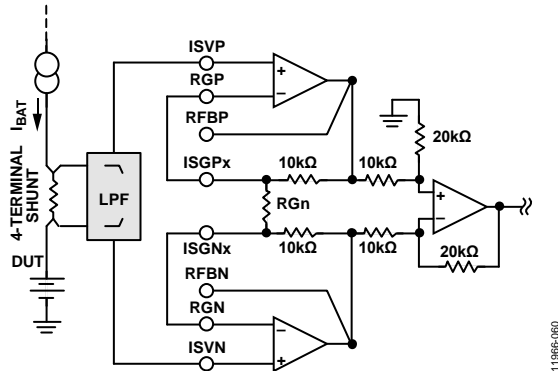 ISVP
RGP
RFBP
ISGPx
10kΩ
10kΩ
20kΩ
IBAT
4-TERMINAL
SHUNT
LPF
RGn
DUT
ISGNx
10kΩ
10kΩ
20kΩ
RFBN
RGN
ISVN
+
−
+
−
−
+
11966-060